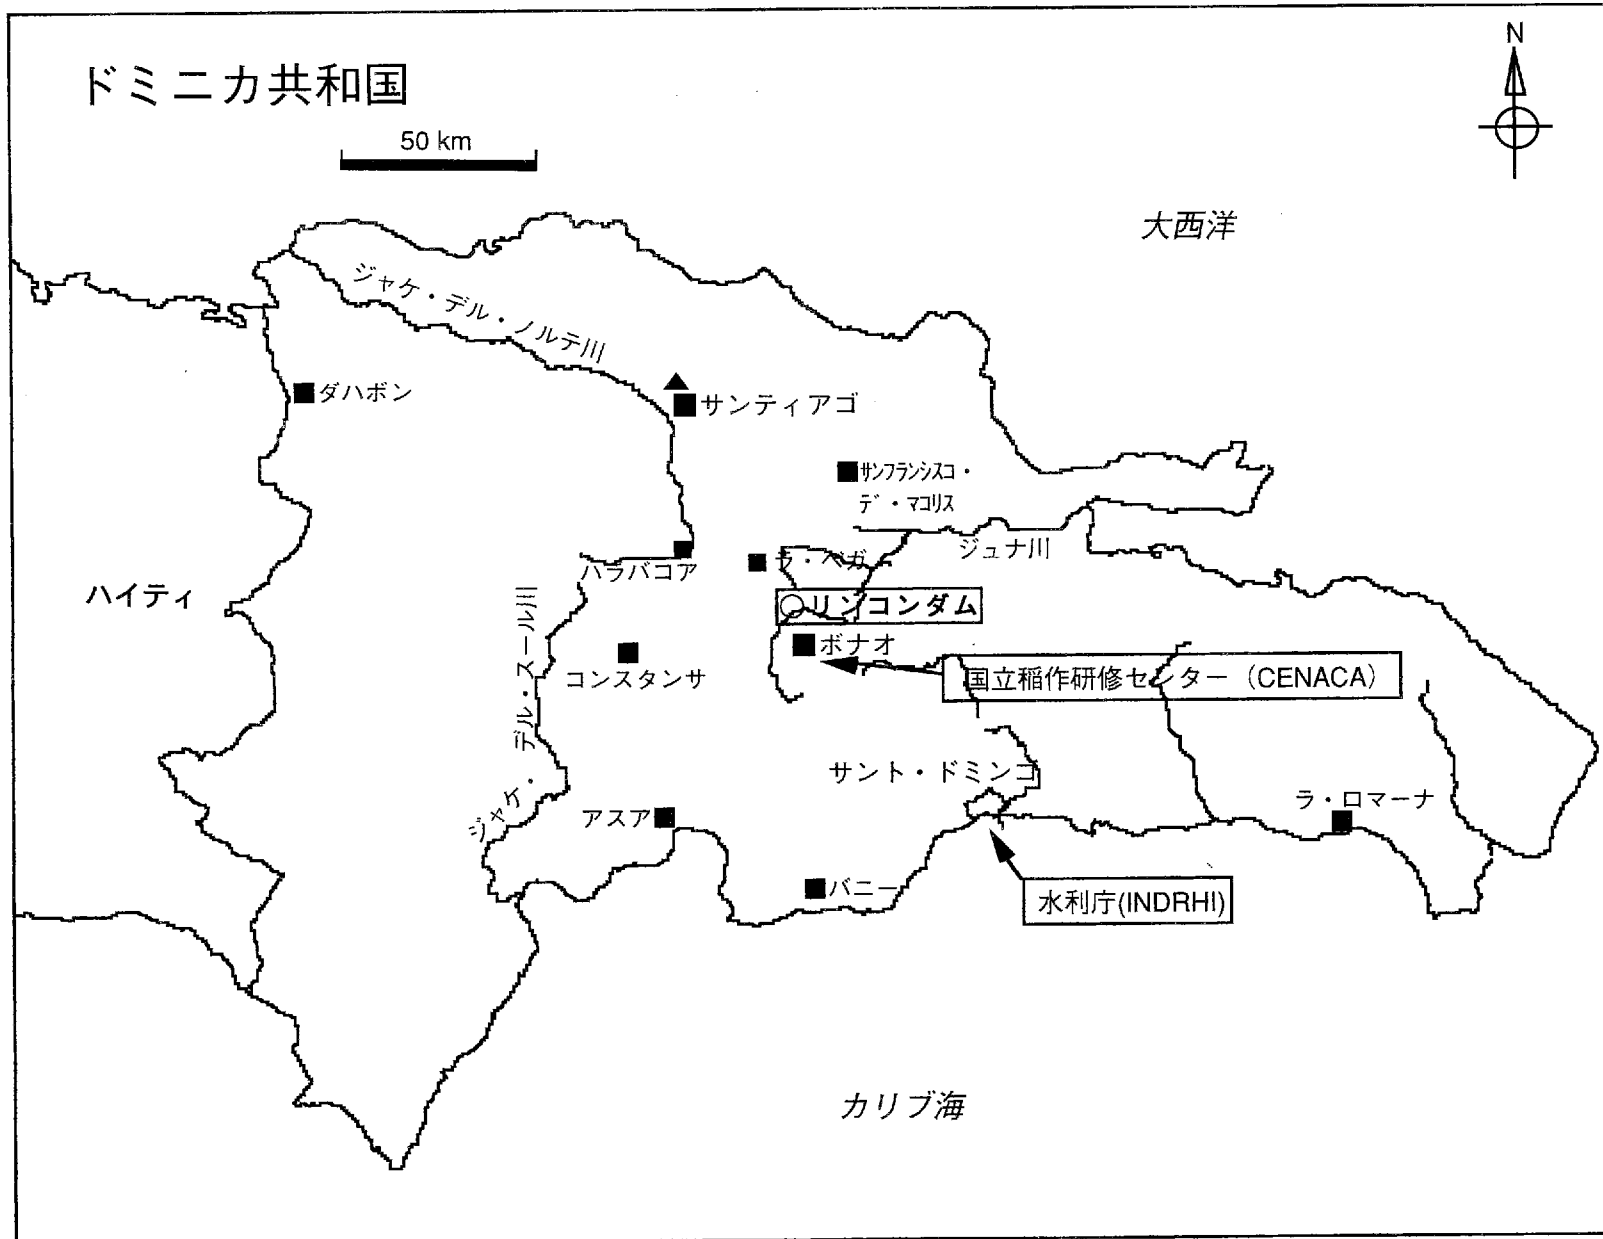 ドミニカ共和国
N
50 km
大西洋
ジャケ・デル・ノルテ川
ダハボン
サンティアゴ
サンフランシスコ・
デ・マコリス
ジュナ川
ラ・ベガ
ハラバコア
ハイティ
リンコンダム
ボナオ
コンスタンサ
国立稲作研修センター（CENACA）
ジャケ・デル・スール川
サント・ドミンゴ
アスア
ラ・ロマーナ
バニー
水利庁(INDRHI)
カリブ海